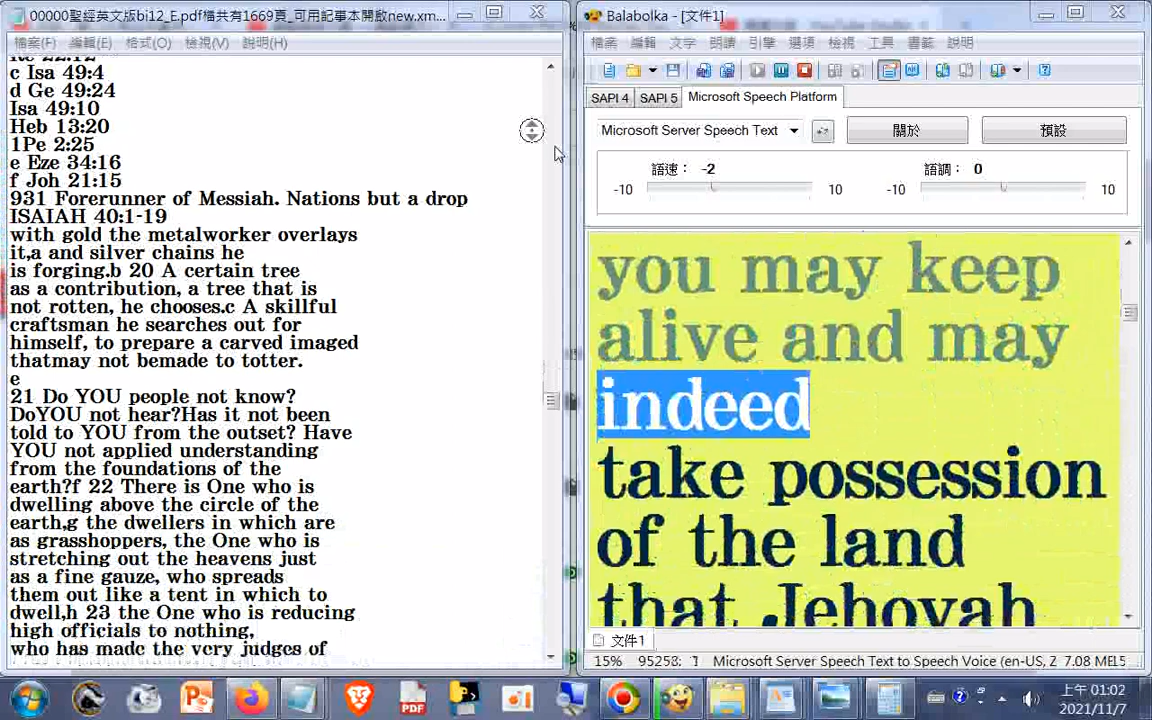 00000聖經英文版bi12_E.pdf檔共有1669頁_可用記事本開啟new.xm...
檔案(F) 編輯(E) 格式(O) 檢視(V) 說明(H)
Re 22:12
c Isa 49:4
d Ge 49:24
Isa 49:10
Heb 13:20
1Pe 2:25
e Eze 34:16
f Joh 21:15
931 Forerunner of Messiah. Nations but a drop
ISAIAH 40:1-19
with gold the metalworker overlays
it,a and silver chains he
is forging.b 20 A certain tree
as a contribution, a tree that is
not rotten, he chooses.c A skillful
craftsman he searches out for
himself, to prepare a carved imaged
thatmay not bemade to totter.
e
21 Do YOU people not know?
DoYOU not hear?Has it not been
told to YOU from the outset? Have
YOU not applied understanding
from the foundations of the
earth?f 22 There is One who is
dwelling above the circle of the
earth,g the dwellers in which are
as grasshoppers, the One who is
stretching out the heavens just
as a fine gauze, who spreads
them out like a tent in which to
dwell,h 23 the One who is reducing
high officials to nothing,
who has made the very judges of
Balabolka - [文件1]
檔案 編輯 文字 朗讀 引擎 選項 檢視 工具 書籤 說明
SAPI 4 SAPI 5 Microsoft Speech Platform
Microsoft Server Speech Text 關於 預設
語速: -2 語調: 0
-10 10 -10 10
you may keep
alive and may
indeed
take possession
of the land
that Jehovah
文件1
15% 95258: Microsoft Server Speech Text to Speech Voice (en-US, Z 7.08 ME
PDF
上午 01:02
2021/11/7